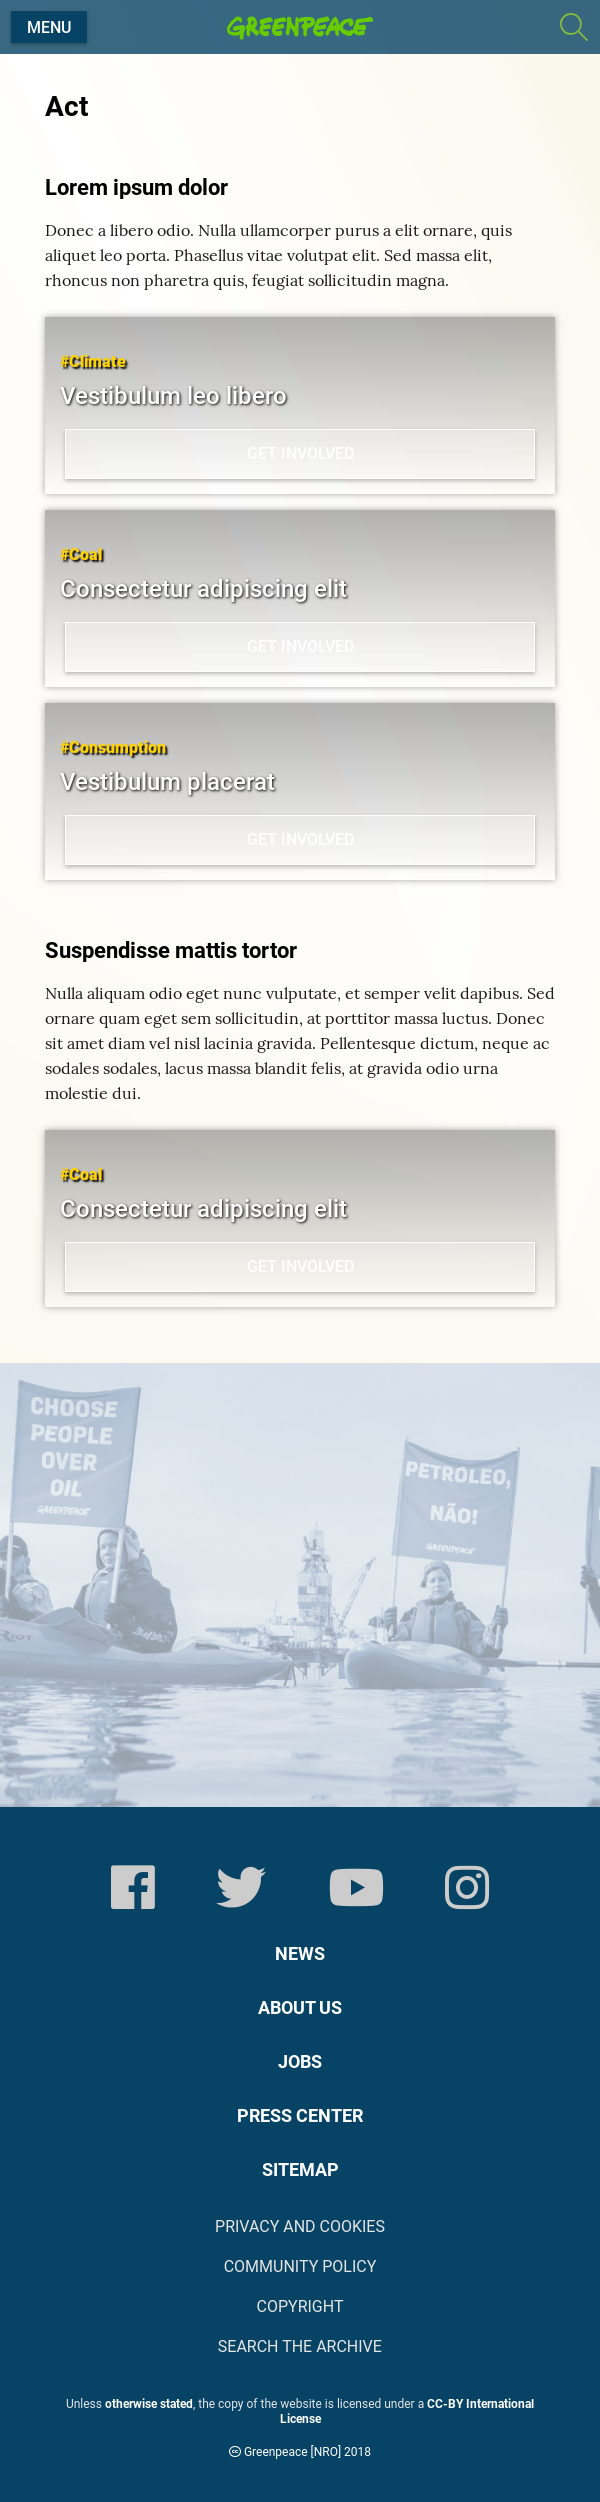 MENU
GREENPEACE
Act
Lorem ipsum dolor
Donec a libero odio. Nulla ullamcorper purus a elit ornare, quis
aliquet leo porta. Phasellus vitae volutpat elit. Sed massa elit,
rhoncus non pharetra quis, feugiat sollicitudin magna.
#Climate
Vestibulum leo libero
GET INVOLVED
#Coal
Consectetur adipiscing elit
GET INVOLVED
#Consumption
Vestibulum placerat
GET INVOLVED
Suspendisse mattis tortor
Nulla aliquam odio eget nunc vulputate, et semper velit dapibus. Sed
ornare quam eget sem sollicitudin, at porttitor massa luctus. Donec
sit amet diam vel nisl lacinia gravida. Pellentesque dictum, neque ac
sodales sodales, lacus massa blandit felis, at gravida odio urna
molestie dui.
#Coal
Consectetur adipiscing elit
GET INVOLVED
CHOOSE
PEOPLE
OVER
OIL
GREENPEACE
PETROLEO,
NÃO!
GREENPEACE
NEWS
ABOUT US
JOBS
PRESS CENTER
SITEMAP
PRIVACY AND COOKIES
COMMUNITY POLICY
COPYRIGHT
SEARCH THE ARCHIVE
Unless otherwise stated, the copy of the website is licensed under a CC-BY International
License
Greenpeace [NRO] 2018